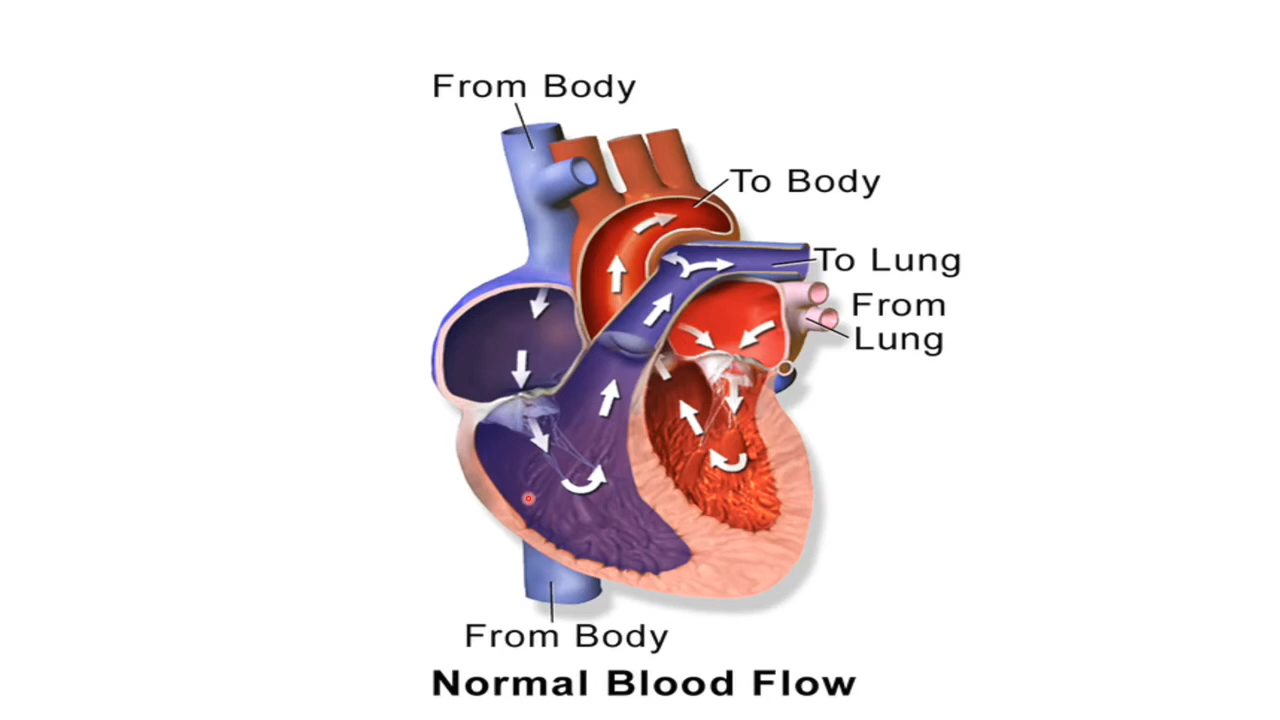 From Body
To Body
To Lung
From
Lung
From Body
Normal Blood Flow